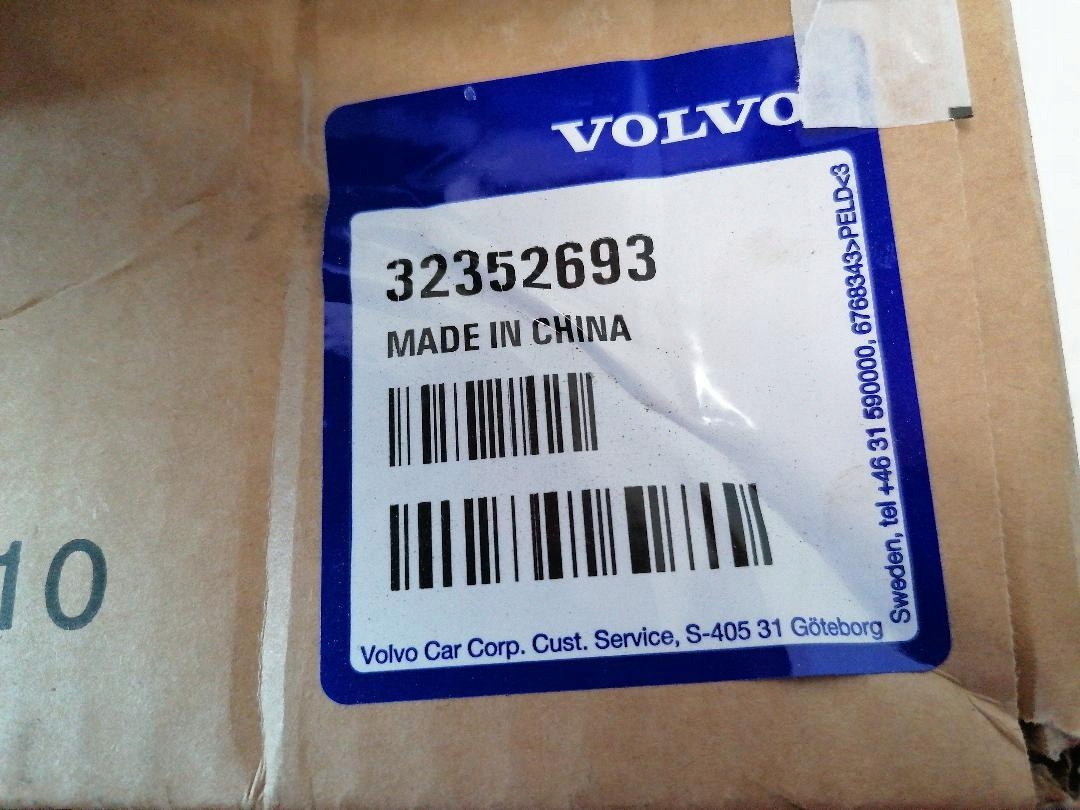 VOLVO
32352693
MADE IN CHINA
Volvo Car Corp. Cust. Service, S-405 31 Göteborg
Sweden, tel +46 31 590000, 6768343>PELD<3
10